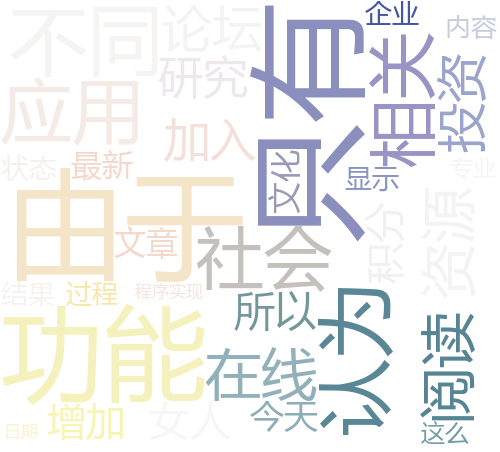 不同
论坛
只有
企业
内容
研究
相关
投资
应用
加入
文化
显示
专业
状态
最新
由于
文章
社会
积分
资源
结果
过程
程序实现
所以
认为
阅读
功能
在线
日期
增加
女人
今天
这么